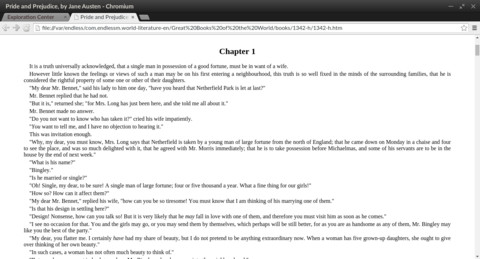 Pride and Prejudice, by Jane Austen - Chromium
Exploration Center
Pride and Prejudice,
file:///var/endless/com.endlessm.world-literature-en/Great%20Books%20of%20the%20World/books/1342-h/1342-h.htm
Chapter 1
It is a truth universally acknowledged, that a single man in possession of a good fortune, must be in want of a wife.
However little known the feelings or views of such a man may be on his first entering a neighbourhood, this truth is so well fixed in the minds of the surrounding families, that he is
considered the rightful property of some one or other of their daughters.
"My dear Mr. Bennet," said his lady to him one day, "have you heard that Netherfield Park is let at last?"
Mr. Bennet replied that he had not.
"But it is," returned she; "for Mrs. Long has just been here, and she told me all about it."
Mr. Bennet made no answer.
"Do you not want to know who has taken it?" cried his wife impatiently.
"You want to tell me, and I have no objection to hearing it."
This was invitation enough.
"Why, my dear, you must know, Mrs. Long says that Netherfield is taken by a young man of large fortune from the north of England; that he came down on Monday in a chaise and four
to see the place, and was so much delighted with it, that he agreed with Mr. Morris immediately; that he is to take possession before Michaelmas, and some of his servants are to be in the
house by the end of next week."
"What is his name?"
"Bingley."
"Is he married or single?"
"Oh! Single, my dear, to be sure! A single man of large fortune; four or five thousand a year. What a fine thing for our girls!"
"How so? How can it affect them?"
"My dear Mr. Bennet," replied his wife, "how can you be so tiresome! You must know that I am thinking of his marrying one of them."
"Is that his design in settling here?"
"Design! Nonsense, how can you talk so! But it is very likely that he may fall in love with one of them, and therefore you must visit him as soon as he comes."
"I see no occasion for that. You and the girls may go, or you may send them by themselves, which perhaps will be still better, for as you are as handsome as any of them, Mr. Bingley may
like you the best of the party."
"My dear, you flatter me. I certainly have had my share of beauty, but I do not pretend to be anything extraordinary now. When a woman has five grown-up daughters, she ought to give
over thinking of her own beauty."
"In such cases, a woman has not often much beauty to think of."